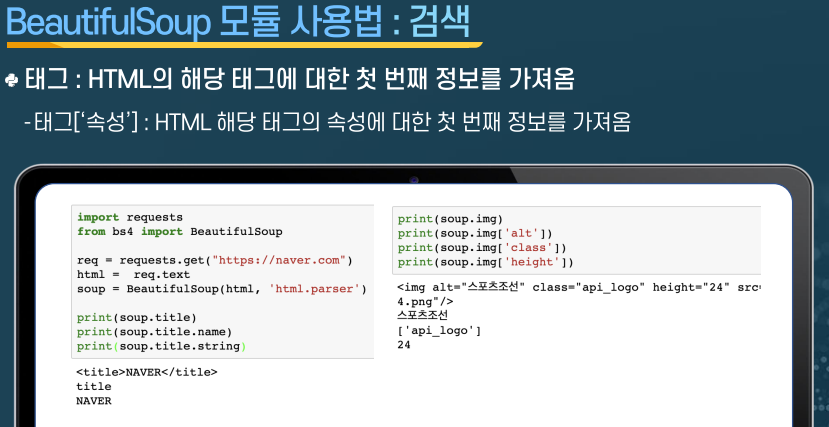 BeautifulSoup 모듈 사용법 : 검색
태그 : HTML의 해당 태그에 대한 첫 번째 정보를 가져옴
-태그['속성'] : HTML 해당 태그의 속성에 대한 첫 번째 정보를 가져옴
import requests
from bs4 import BeautifulSoup
req = requests.get("https://naver.com")
html =  req.text
soup = BeautifulSoup(html, 'html.parser')
print(soup.title)
print(soup.title.name)
print(soup.title.string)
<title>NAVER</title>
title
NAVER
print(soup.img)
print(soup.img['alt'])
print(soup.img['class'])
print(soup.img['height'])
<img alt="스포츠조선" class="api_logo" height="24" src
4.png"/>
스포츠조선
['api_logo']
24